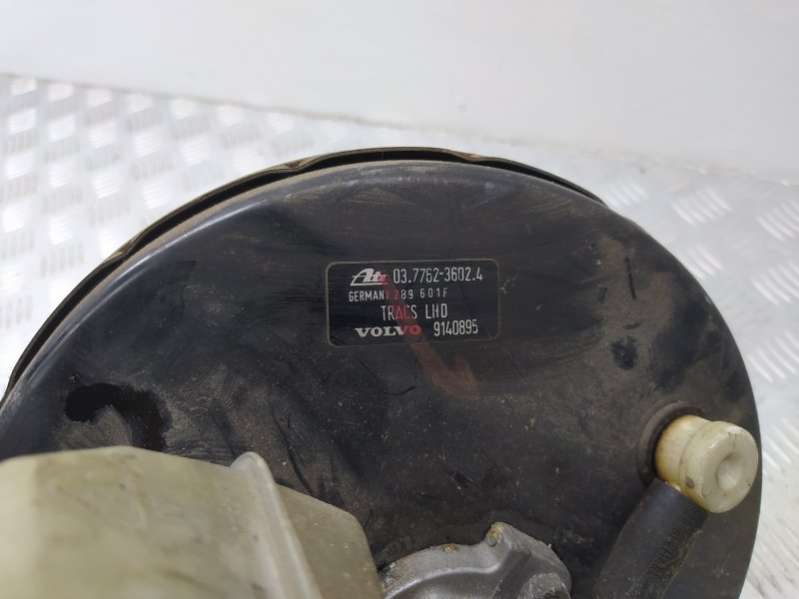 Ate 03.7762-3602.4
GERMANY 289 601F
TRACS LHD
VOLVO 9140895